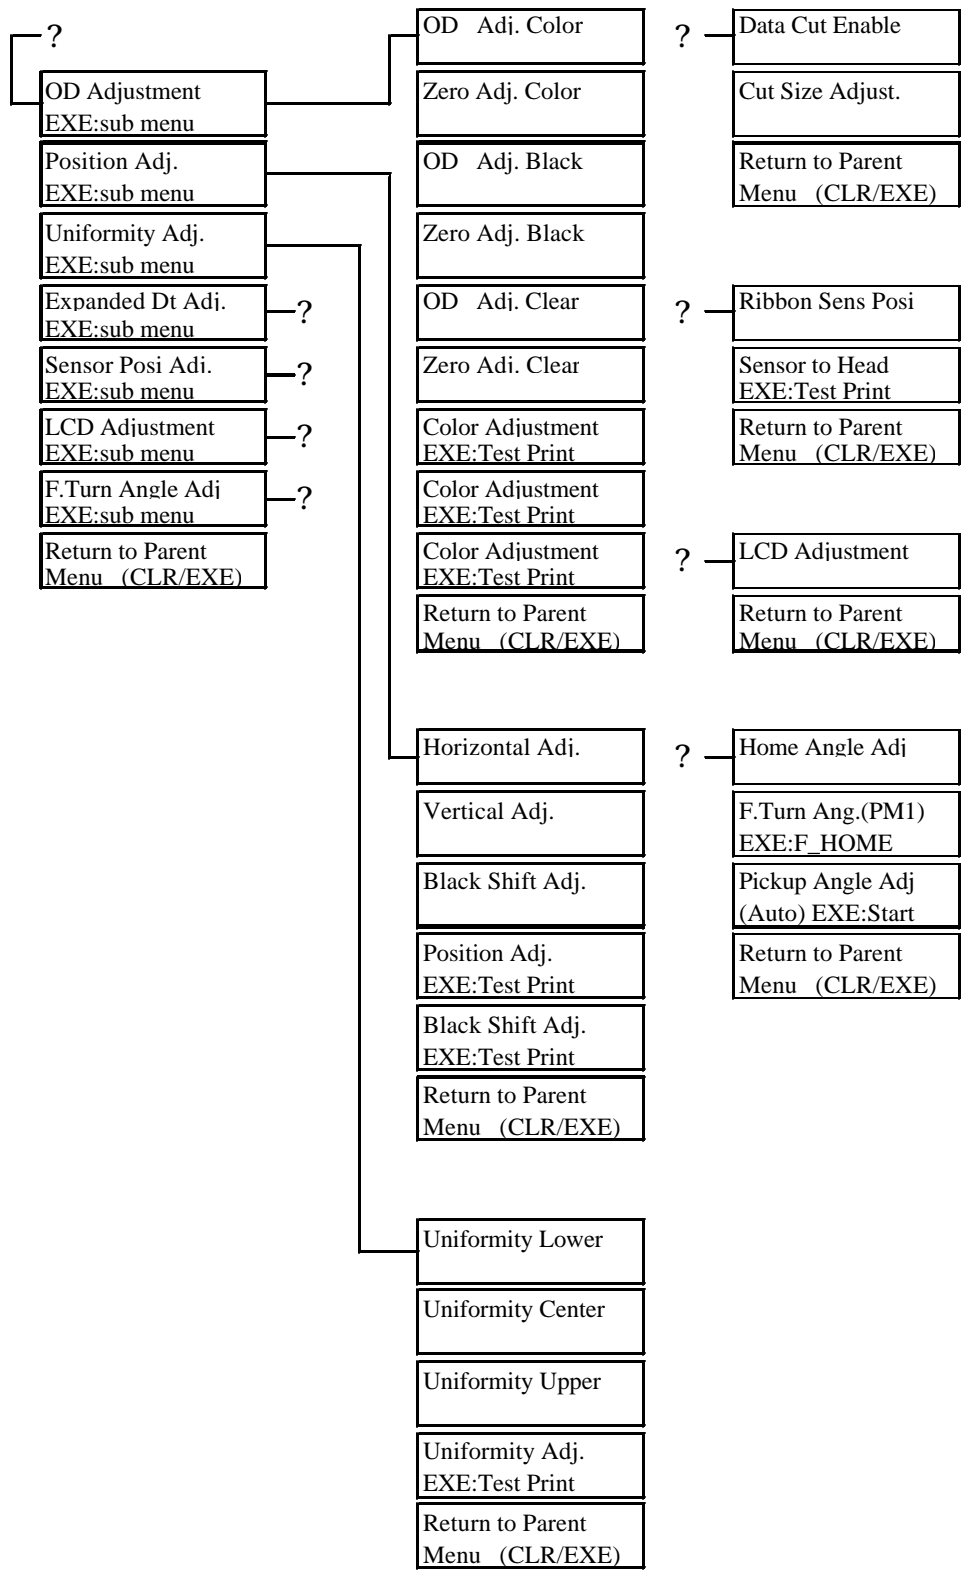 ?
OD Adjustment
EXE:sub menu
Position Adj.
EXE:sub menu
Uniformity Adj.
EXE:sub menu
Expanded Dt Adj.
EXE:sub menu
?
Sensor Posi Adj.
EXE:sub menu
?
LCD Adjustment
EXE:sub menu
?
F.Turn Angle Adj
EXE:sub menu
?
Return to Parent
Menu (CLR/EXE)
OD Adj. Color
Zero Adj. Color
OD Adj. Black
Zero Adj. Black
OD Adj. Clear
Zero Adj. Clear
Color Adjustment
EXE:Test Print
Color Adjustment
EXE:Test Print
Color Adjustment
EXE:Test Print
Return to Parent
Menu (CLR/EXE)
Horizontal Adj.
Vertical Adj.
Black Shift Adj.
Position Adj.
EXE:Test Print
Black Shift Adj.
EXE:Test Print
Return to Parent
Menu (CLR/EXE)
Uniformity Lower
Uniformity Center
Uniformity Upper
Uniformity Adj.
EXE:Test Print
Return to Parent
Menu (CLR/EXE)
?
Data Cut Enable
Cut Size Adjust.
Return to Parent
Menu (CLR/EXE)
?
Ribbon Sens Posi
Sensor to Head
EXE:Test Print
Return to Parent
Menu (CLR/EXE)
?
LCD Adjustment
Return to Parent
Menu (CLR/EXE)
?
Home Angle Adj
F.Turn Ang.(PM1)
EXE:F_HOME
Pickup Angle Adj
(Auto) EXE:Start
Return to Parent
Menu (CLR/EXE)